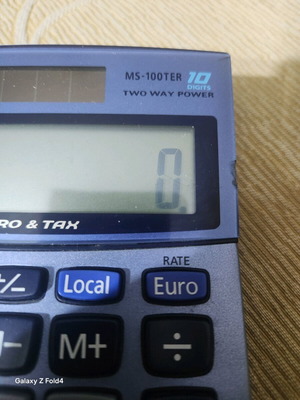 MS-100TER 10
DIGITS
TWO WAY POWER
0.
RO & TAX
RATE
+/− Local Euro
M+ ÷
Galaxy Z Fold4